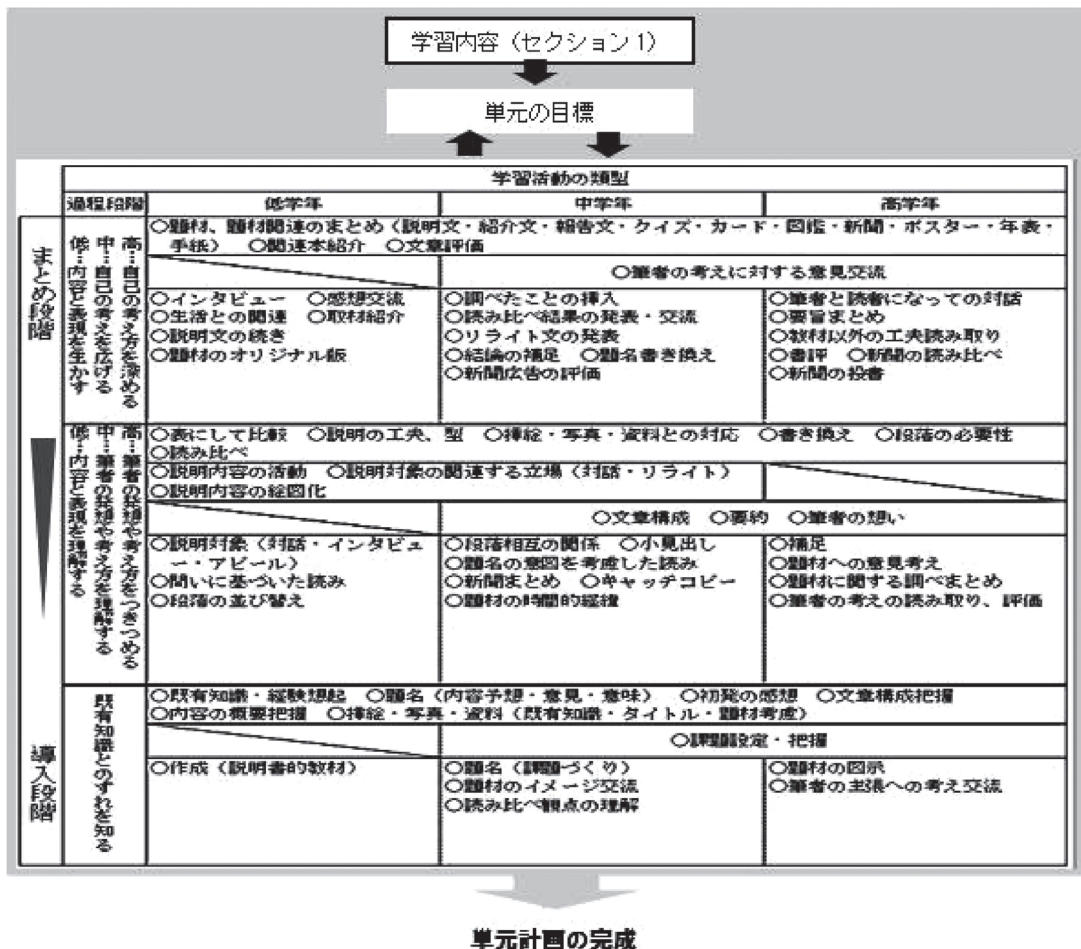 学習内容（セクション1）
単元の目標
学習活動の類型
過程段階 低学年 中学年 高学年
まとめ段階
高…自己の考え方を深める
中…自己の考えを広げる
低…内容と表現を生かす
○題材、題材関連のまとめ（説明文・紹介文・報告文・クイズ・カード・図鑑・新聞・ポスター・年表・
手紙） ○関連本紹介 ○文章評価
○筆者の考えに対する意見交流
○インタビュー ○感想交流
○生活との関連 ○取材紹介
○説明文の続き
○題材のオリジナル版
○調べたことの挿入
○読み比べ結果の発表・交流
○リライト文の発表
○結論の補足 ○題名書き換え
○新聞広告の評価
○筆者と読者になっての対話
○要旨まとめ
○教材以外の工夫読み取り
○書評 ○新聞の読み比べ
○新聞の投書
高…筆者の発想や考え方をつきつめる
中…筆者の発想や考え方を理解する
低…内容と表現を理解する
○表にして比較 ○説明の工夫、型 ○挿絵・写真・資料との対応 ○書き換え ○段落の必要性
○読み比べ
○説明内容の活動 ○説明対象の関連する立場（対話・リライト）
○説明内容の絵図化
○文章構成 ○要約 ○筆者の想い
○説明対象（対話・インタビュ
ー・アピール）
○問いに基づいた読み
○段落の並び替え
○段落相互の関係 ○小見出し
○題名の意図を考慮した読み
○新聞まとめ ○キャッチコピー
○題材の時間的経緯
○補足
○題材への意見考え
○題材に関する調べまとめ
○筆者の考えの読み取り、評価
導入段階
既有知識とのずれを知る
○既有知識・経験想起 ○題名（内容予想・意見・意味） ○初発の感想 ○文章構成把握
○内容の概要把握 ○挿絵・写真・資料（既有知識・タイトル・題材考慮）
○課題設定・把握
○作成（説明書的教材）
○題名（課題づくり）
○題材のイメージ交流
○読み比べ観点の理解
○題材の図示
○筆者の主張への考え交流
単元計画の完成